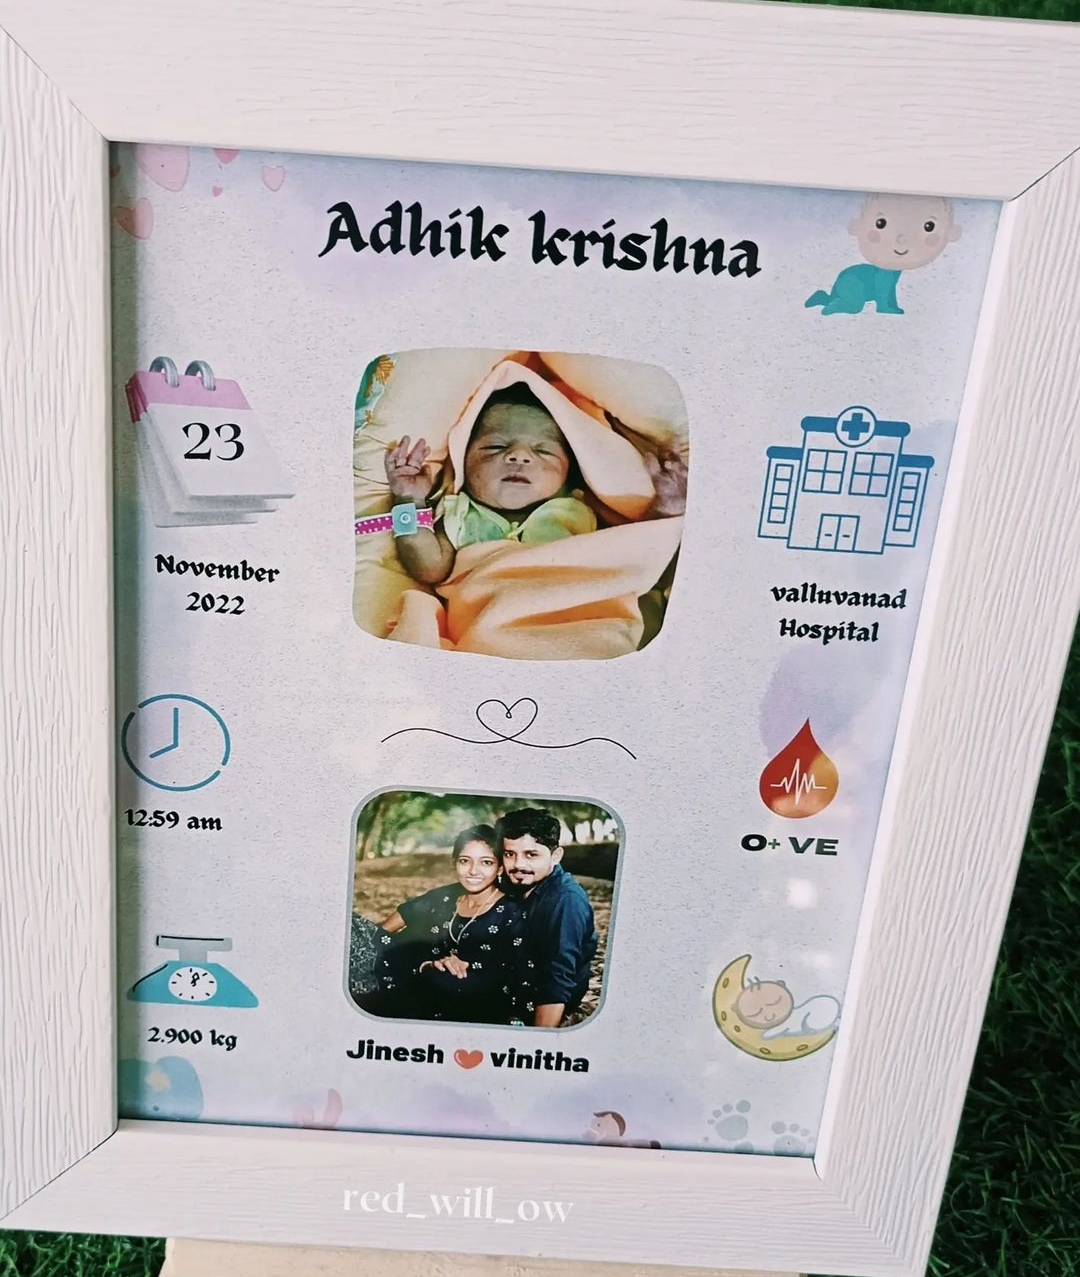 Adhik krishna
23
November
2022
valluvanad
Hospital
12:59 am
O+ VE
2.900 kg
Jinesh vinitha
red_will_ow